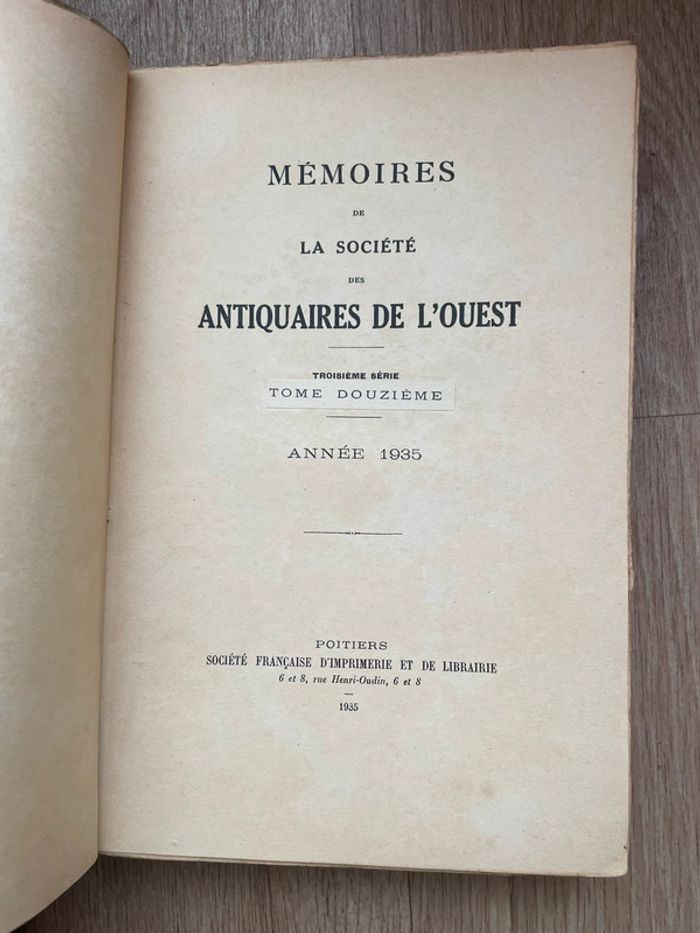 MÉMOIRES
DE
LA SOCIÉTÉ
DES
ANTIQUAIRES DE L'OUEST
TROISIÈME SÉRIE
TOME DOUZIÈME
ANNÉE 1935
POITIERS
SOCIÉTÉ FRANÇAISE D'IMPRIMERIE ET DE LIBRAIRIE
6 et 8, rue Henri-Oudin, 6 et 8
—
1935